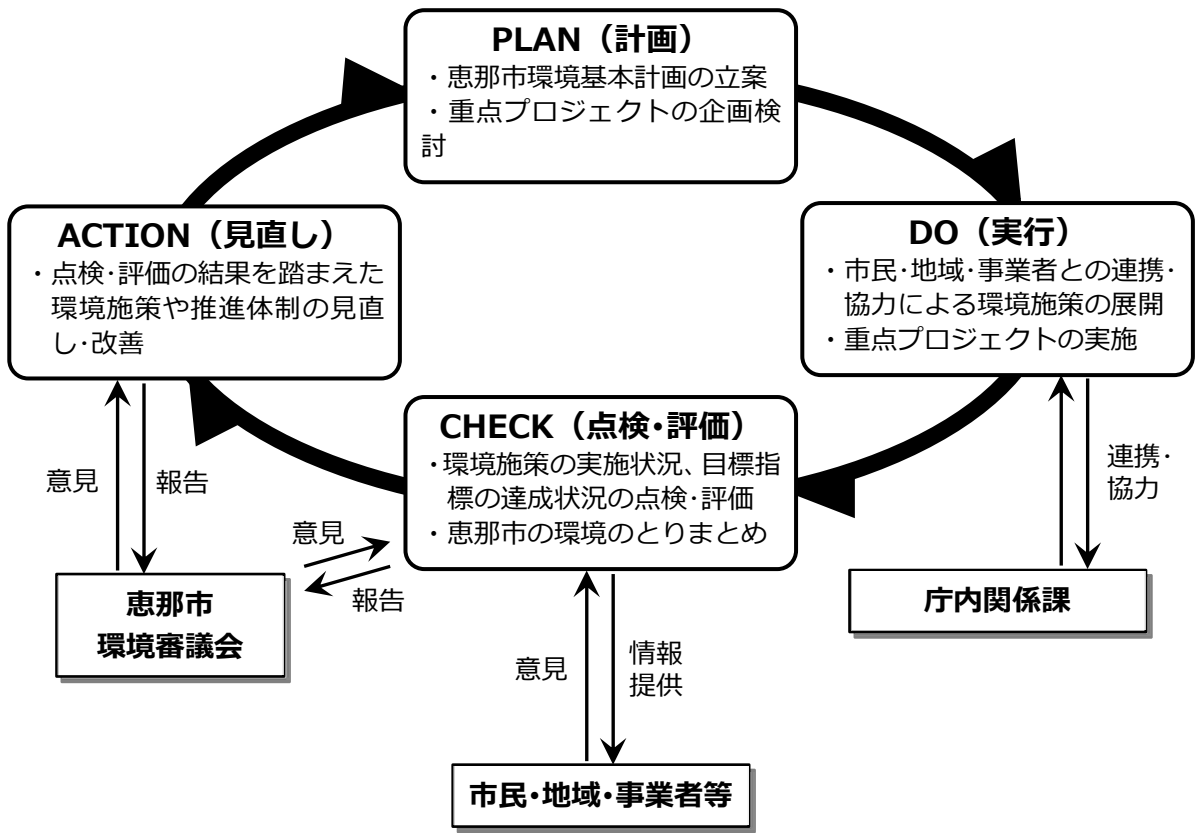 PLAN（計画）
・恵那市環境基本計画の立案
・重点プロジェクトの企画検
討
ACTION（見直し）
・点検･評価の結果を踏まえた
環境施策や推進体制の見直
し･改善
DO（実行）
・市民･地域･事業者との連携･
協力による環境施策の展開
・重点プロジェクトの実施
CHECK（点検･評価）
・環境施策の実施状況、目標指
標の達成状況の点検･評価
・恵那市の環境のとりまとめ
意見
報告
意見
報告
連携･
協力
恵那市
環境審議会
庁内関係課
意見
情報
提供
市民･地域･事業者等